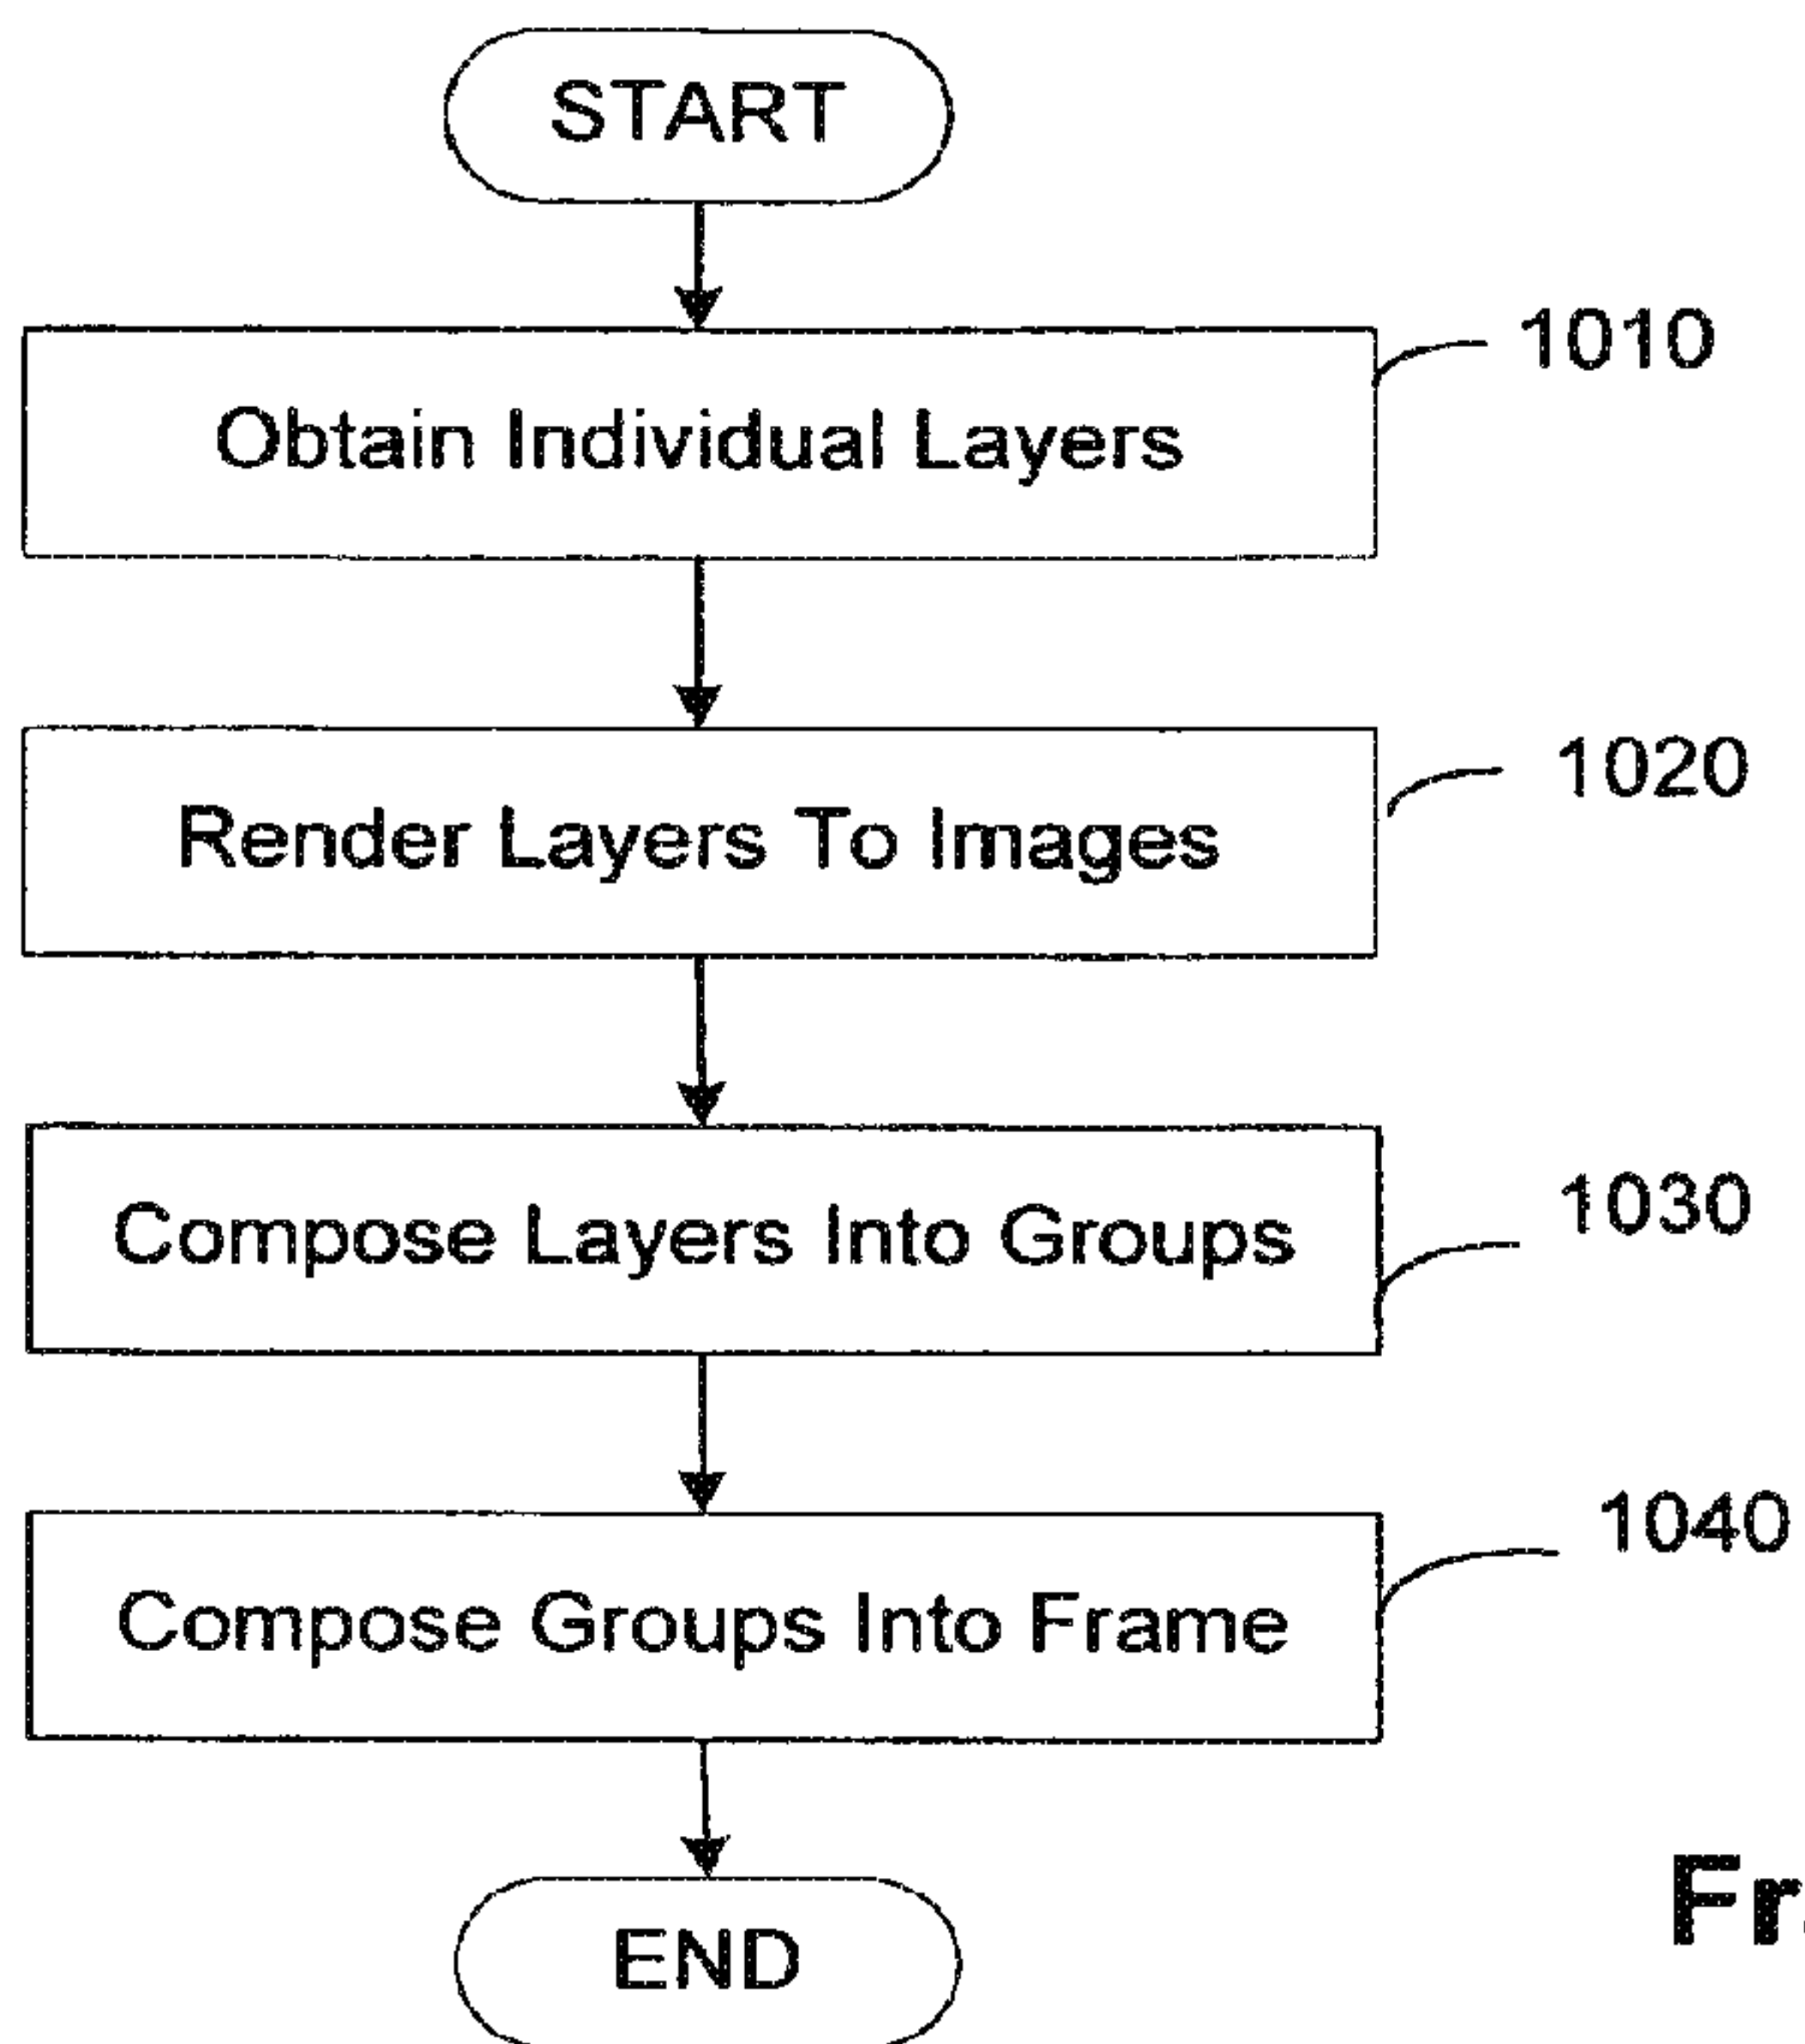 START
1010
Obtain Individual Layers
1020
Render Layers To Images
1030
Compose Layers Into Groups
1040
Compose Groups Into Frame
END